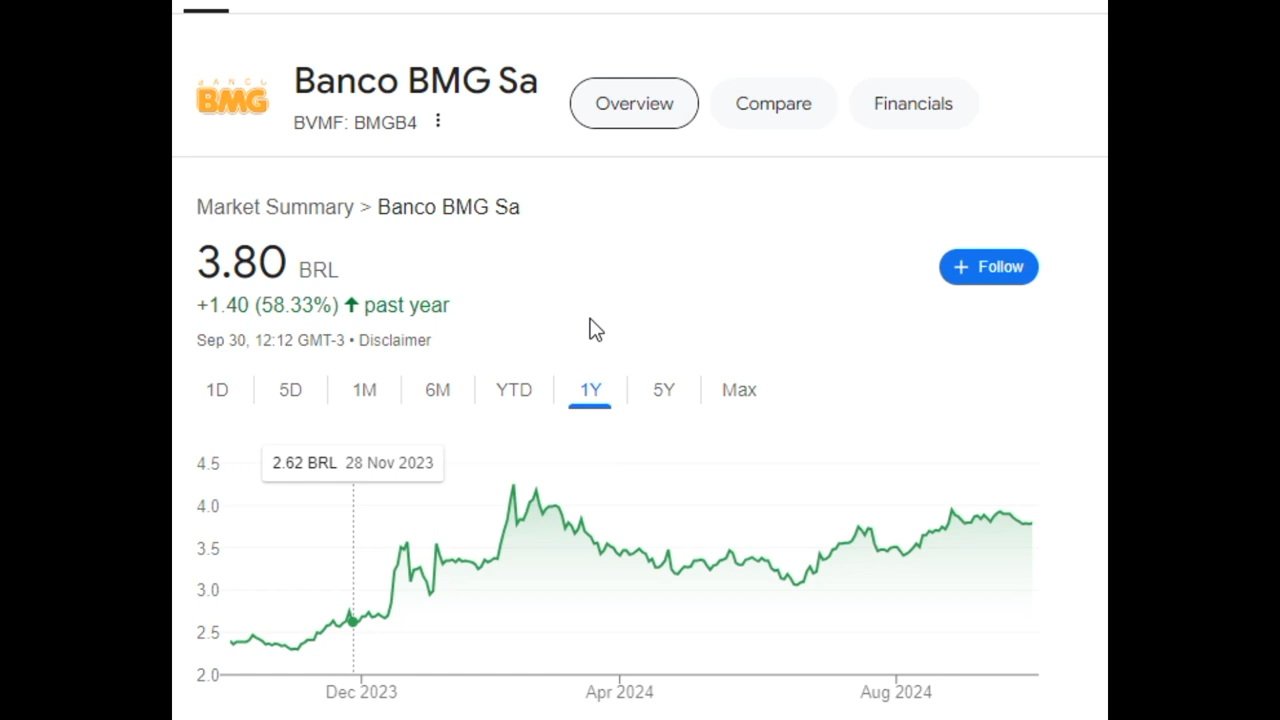 BANCO
BMG
Banco BMG Sa
BVMF: BMGB4
Overview
Compare
Financials
Market Summary > Banco BMG Sa
3.80 BRL
+ Follow
+1.40 (58.33%) ↑ past year
Sep 30, 12:12 GMT-3 • Disclaimer
1D 5D 1M 6M YTD 1Y 5Y Max
2.62 BRL 28 Nov 2023
4.5
4.0
3.5
3.0
2.5
2.0
Dec 2023 Apr 2024 Aug 2024